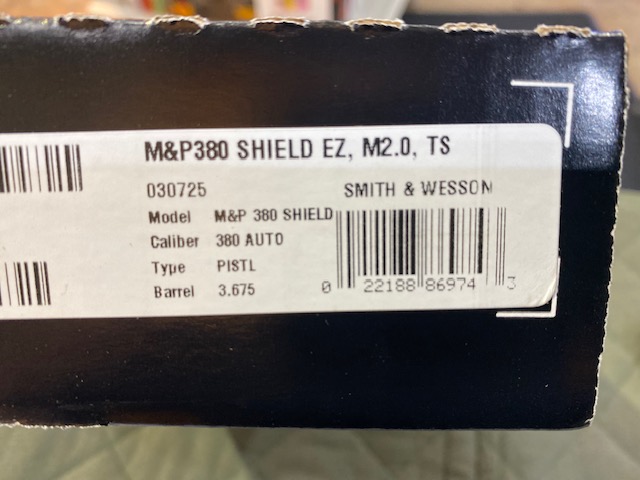 M&P380 SHIELD EZ, M2.0, TS
030725 SMITH & WESSON
Model M&P 380 SHIELD
Caliber 380 AUTO
Type PISTL
Barrel 3.675
0 22188 86974 3